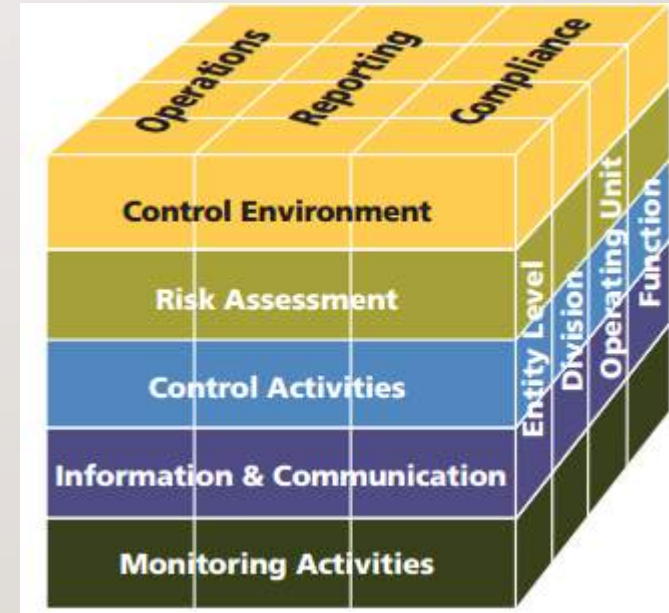 Operations
Reporting
Compliance
Control Environment
Risk Assessment
Control Activities
Information & Communication
Monitoring Activities
Entity Level
Division
Operating Unit
Function